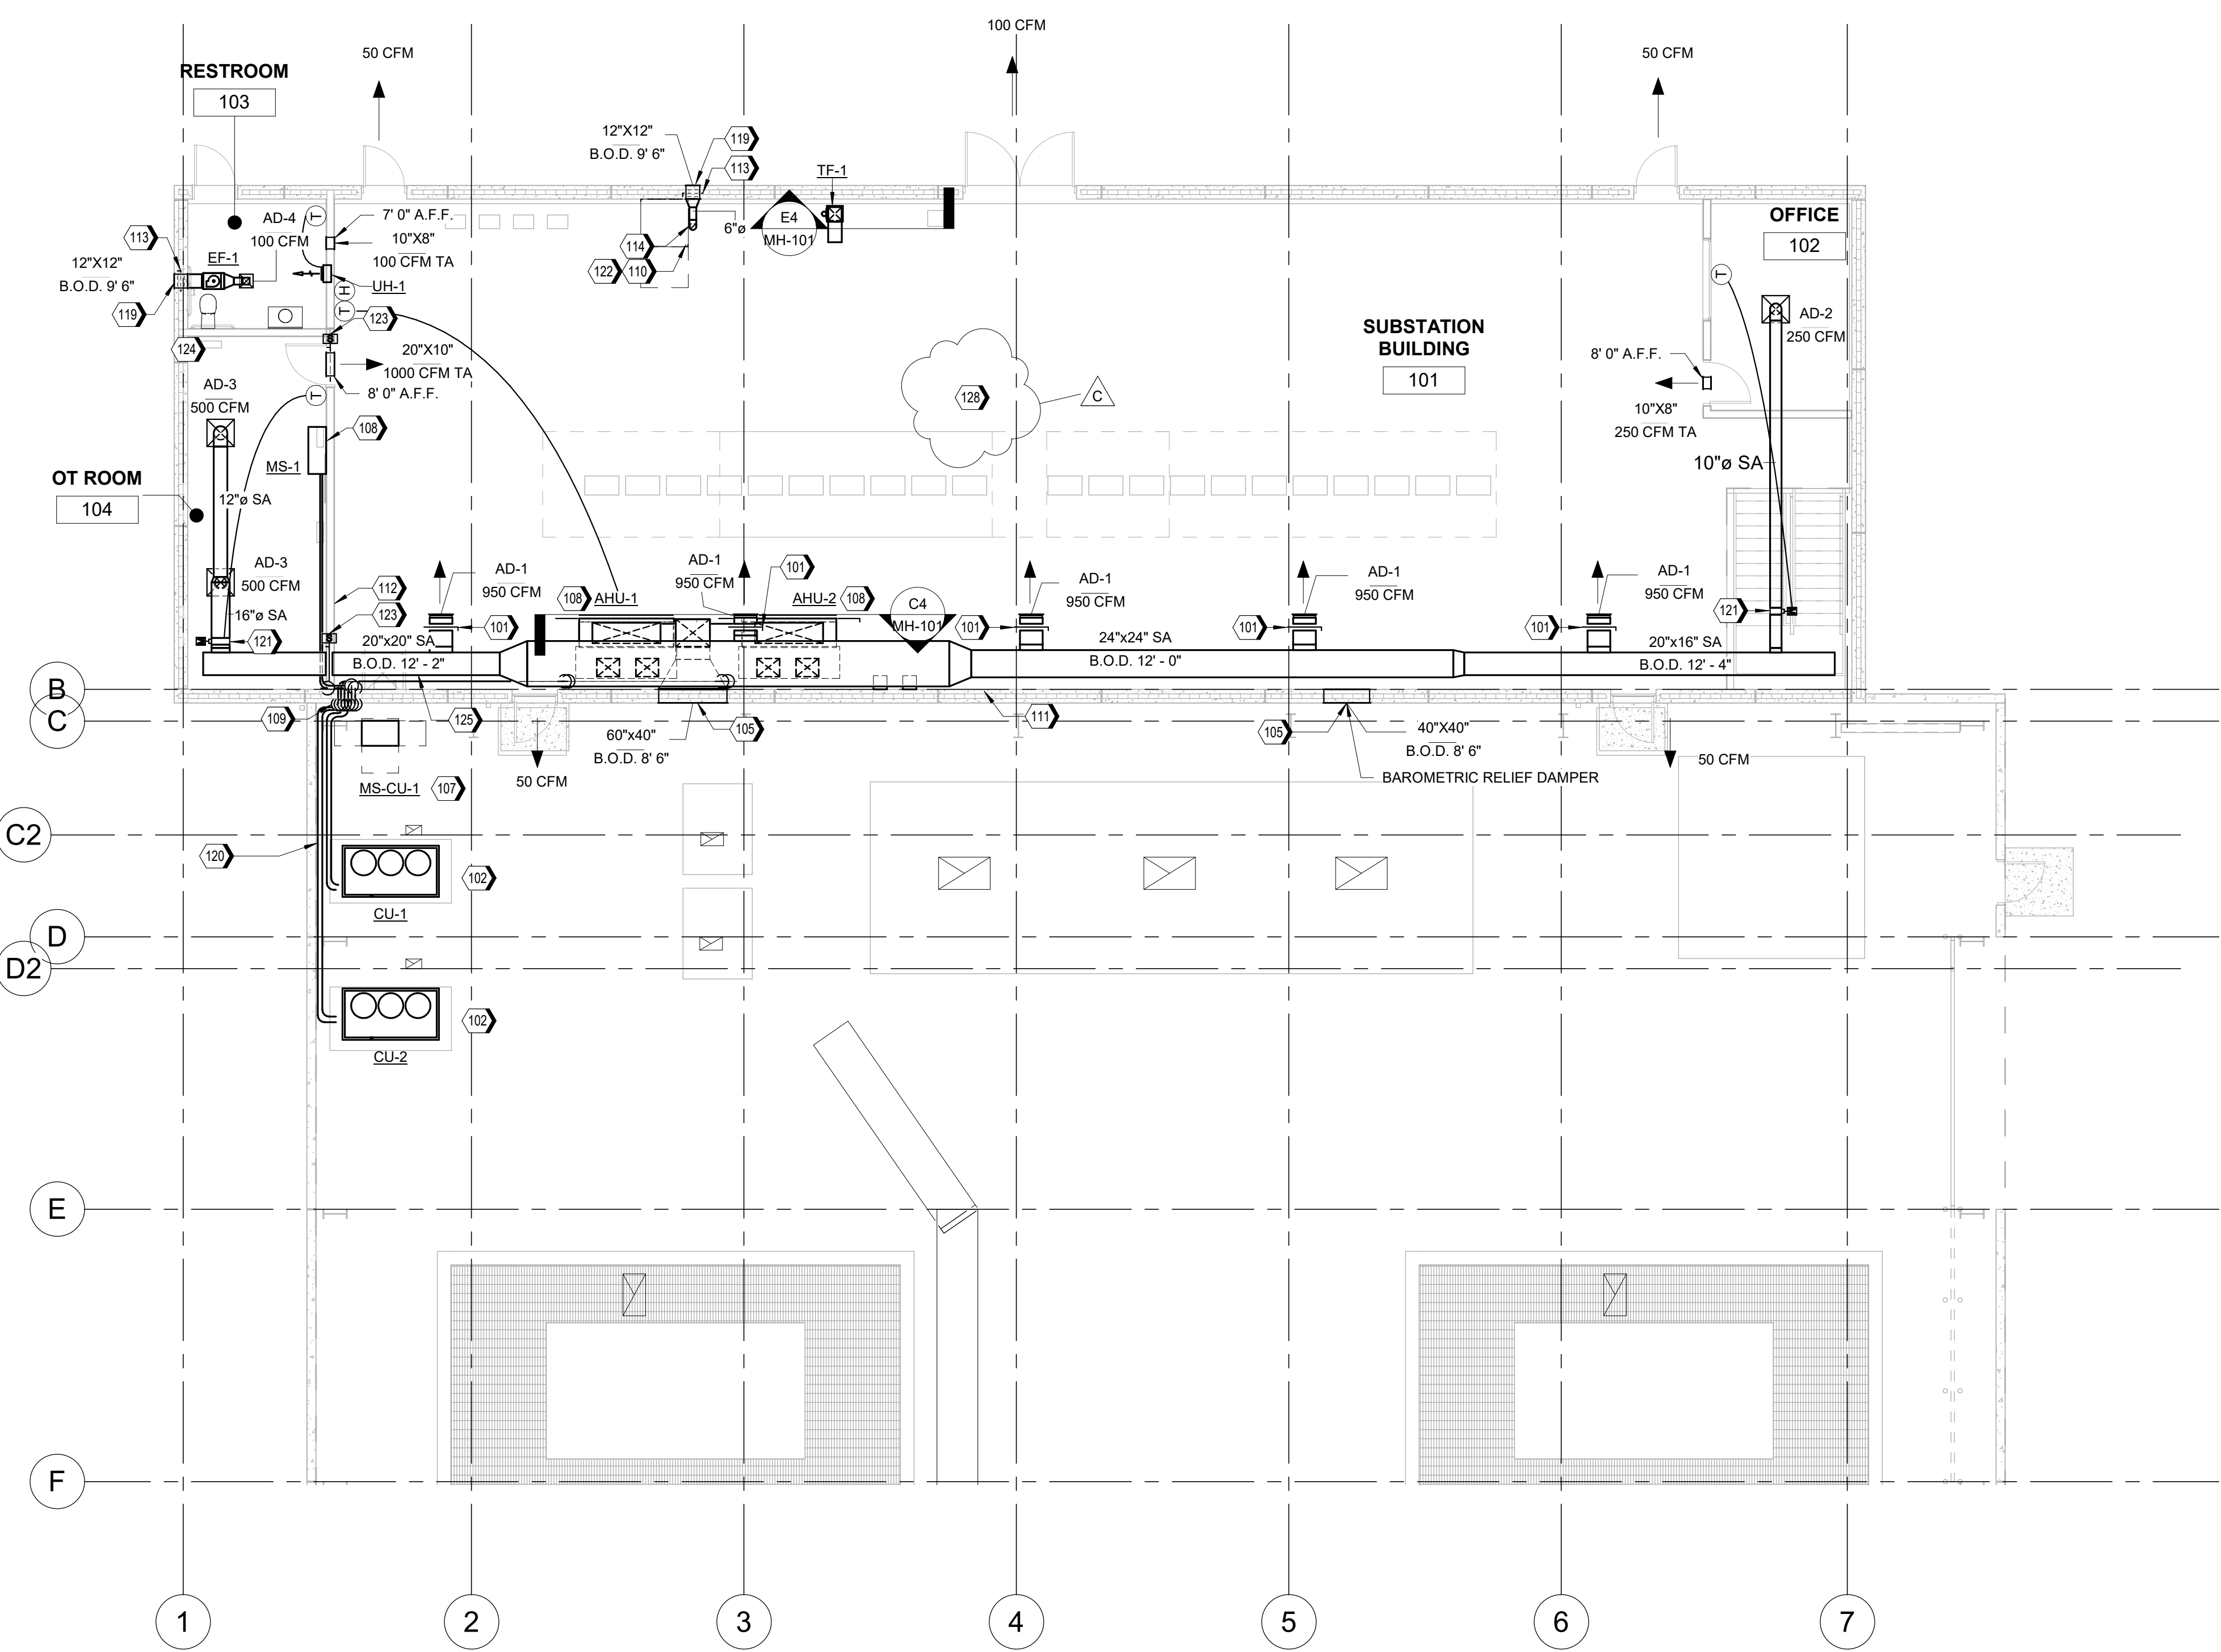 100 CFM
50 CFM
50 CFM
RESTROOM
103
12"X12"
B.O.D. 9' 6"
119
113
TF-1
E4
MH-101
6"ø
114
122
110
AD-4
100 CFM
T
7' 0" A.F.F.
10"X8"
100 CFM TA
113
EF-1
12"X12"
B.O.D. 9' 6"
119
UH-1
H
T
123
124
20"X10"
1000 CFM TA
8' 0" A.F.F.
OFFICE
102
T
AD-2
250 CFM
SUBSTATION
BUILDING
101
8' 0" A.F.F.
10"X8"
250 CFM TA
10"ø SA
128
C
AD-3
500 CFM
T
108
MS-1
OT ROOM
104
12"ø SA
AD-3
500 CFM
16"ø SA
112
123
S
S
121
AD-1
950 CFM
101
108
AHU-1
AD-1
950 CFM
101
AHU-2
108
C4
MH-101
AD-1
950 CFM
101
AD-1
950 CFM
101
AD-1
950 CFM
101
121
20"x20" SA
B.O.D. 12' - 2"
24"x24" SA
B.O.D. 12' - 0"
20"x16" SA
B.O.D. 12' - 4"
B
C
109
125
60"x40"
B.O.D. 8' 6"
105
111
105
40"X40"
B.O.D. 8' 6"
BAROMETRIC RELIEF DAMPER
50 CFM
50 CFM
MS-CU-1
107
C2
120
102
CU-1
D
D2
102
CU-2
E
F
1
2
3
4
5
6
7